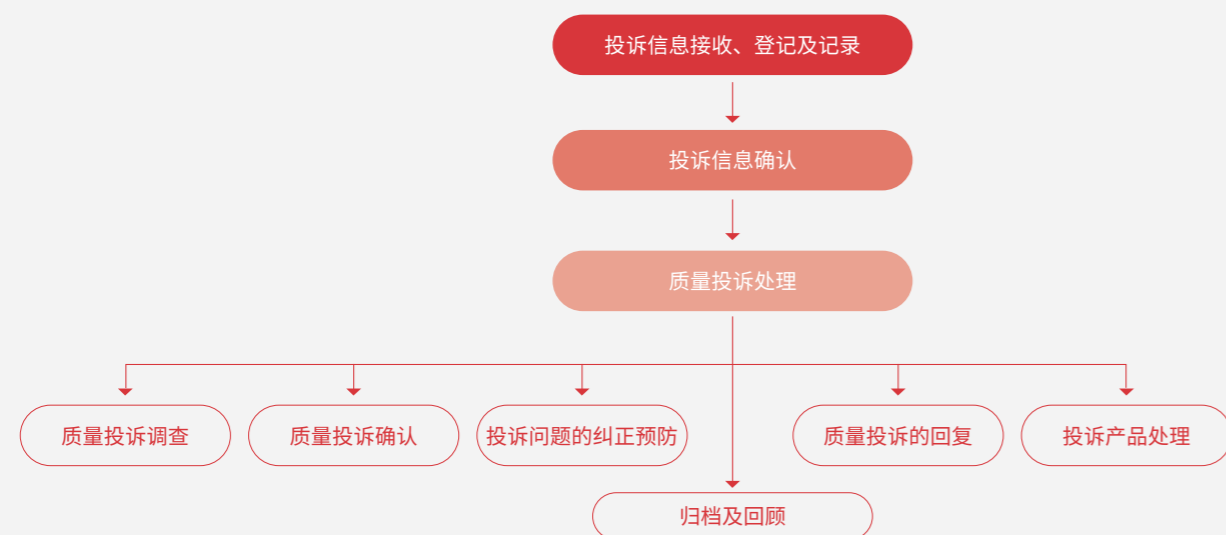 投诉信息接收、登记及记录
投诉信息确认
质量投诉处理
质量投诉调查
质量投诉确认
投诉问题的纠正预防
质量投诉的回复
投诉产品处理
归档及回顾